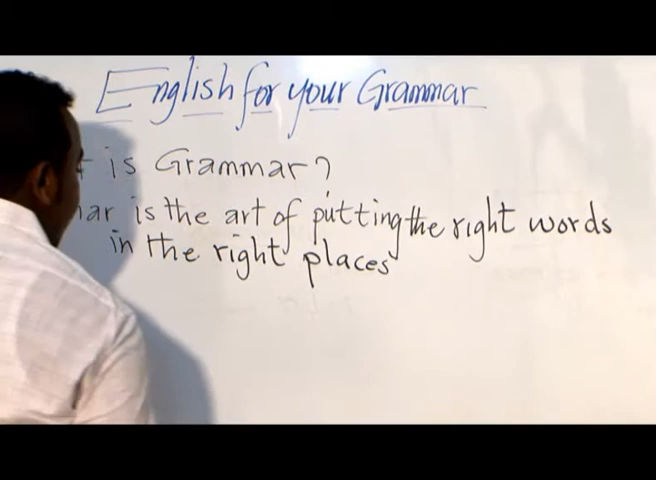 English for your Grammar
is Grammar?
is the art of putting the right words
in the right places